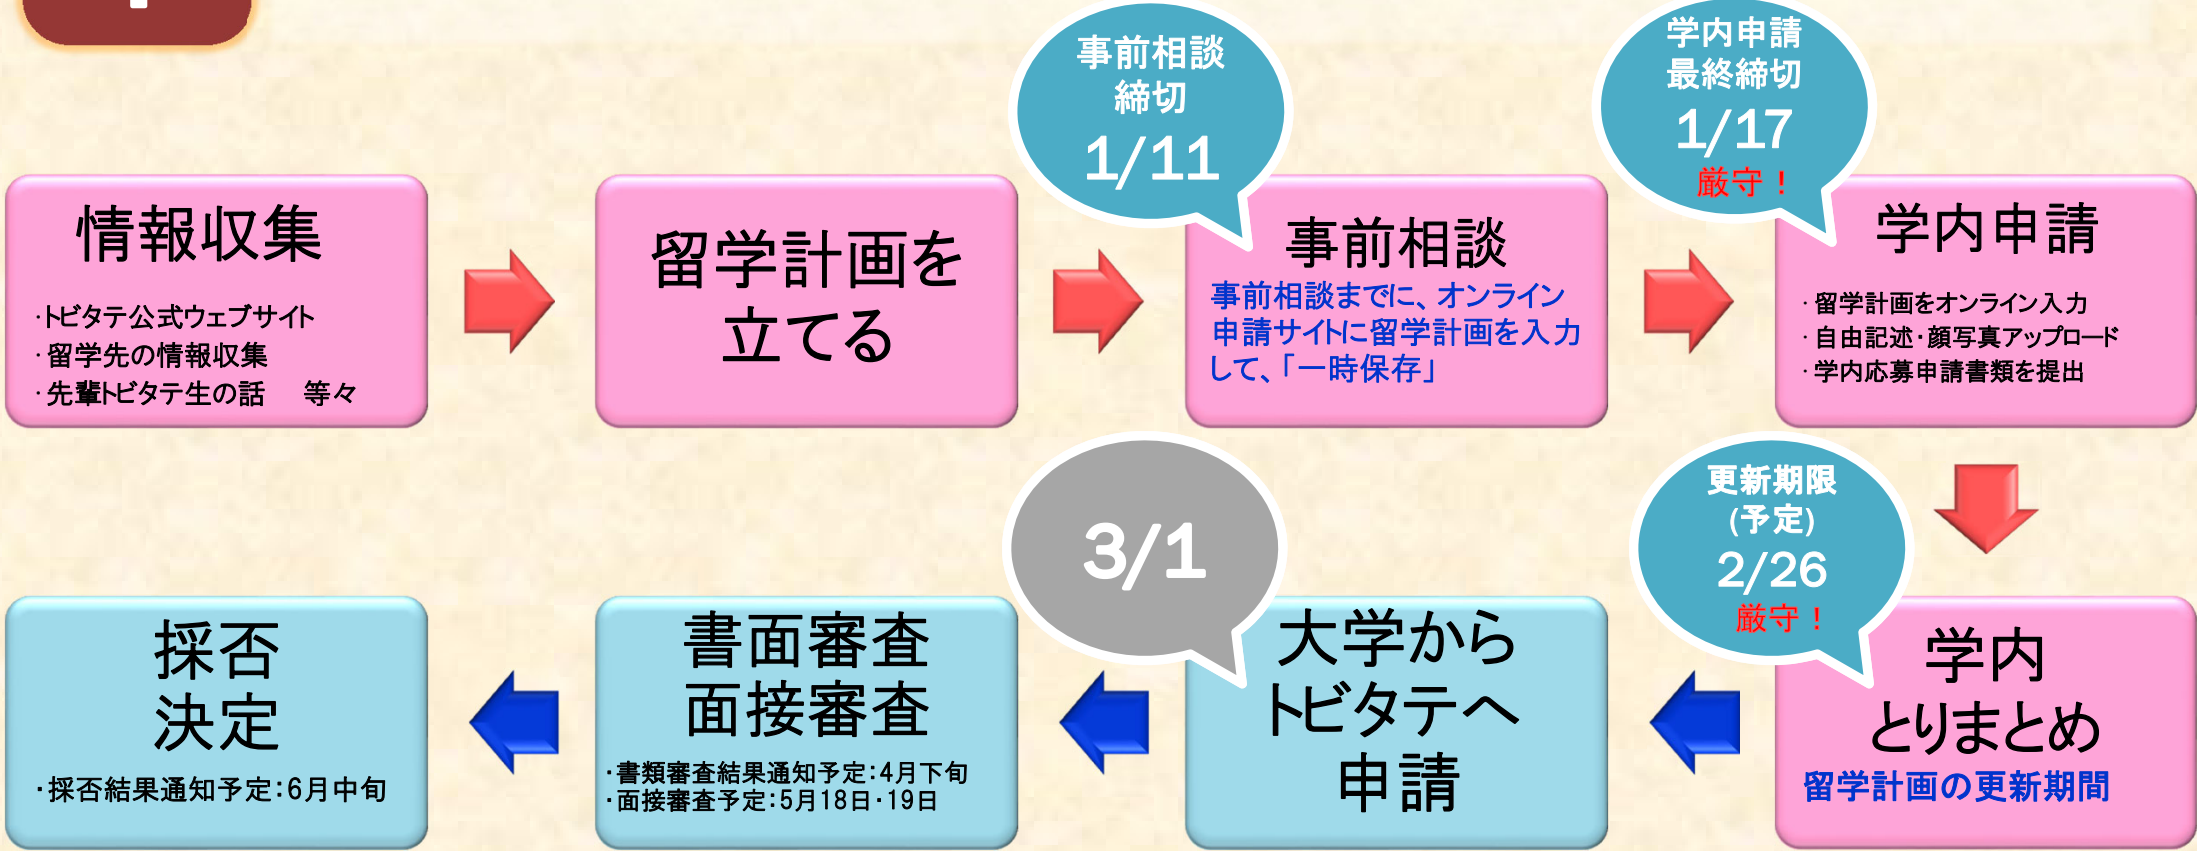 情報収集
・トビタテ公式ウェブサイト
・留学先の情報収集
・先輩トビタテ生の話 等々
留学計画を
立てる
事前相談
締切
1/11
事前相談
事前相談までに、オンライン
申請サイトに留学計画を入力
して、「一時保存」
学内申請
最終締切
1/17
厳守！
学内申請
・留学計画をオンライン入力
・自由記述・顔写真アップロード
・学内応募申請書類を提出
更新期限
(予定)
2/26
厳守！
学内
とりまとめ
留学計画の更新期間
3/1
大学から
トビタテへ
申請
書面審査
面接審査
・書類審査結果通知予定：4月下旬
・面接審査予定：5月18日・19日
採否
決定
・採否結果通知予定：6月中旬